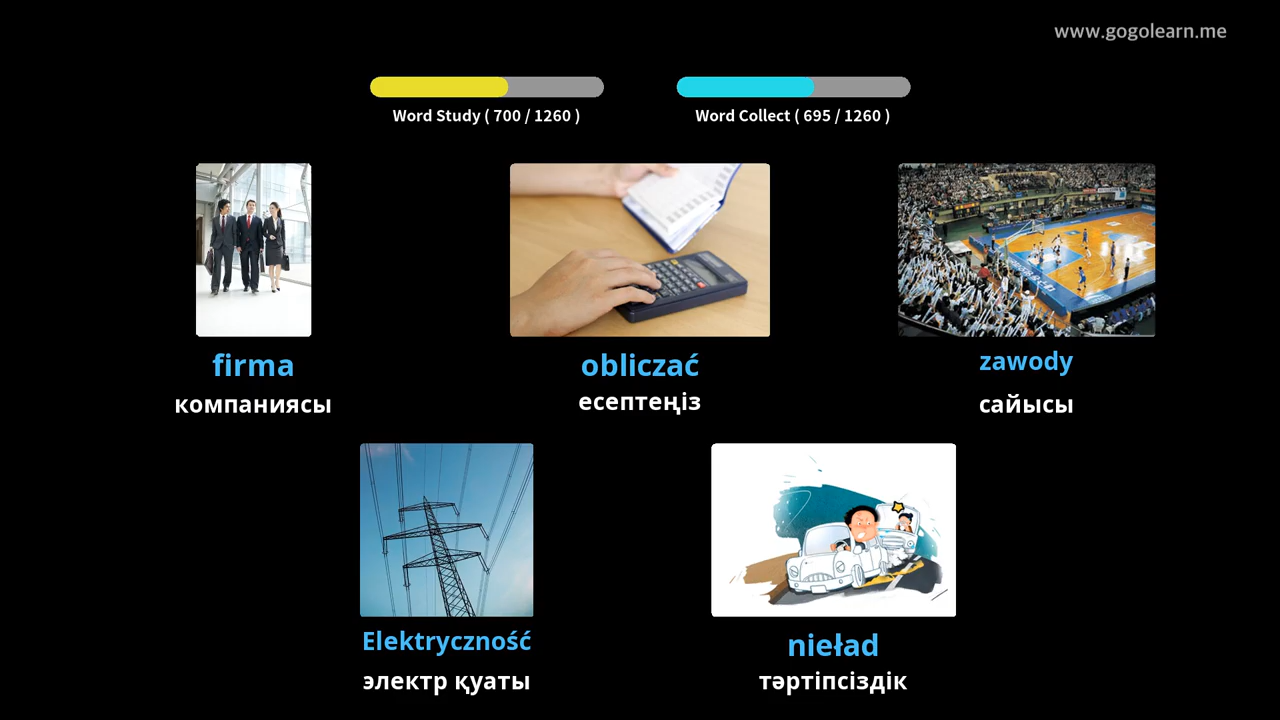 www.gogolearn.me
Word Study ( 700 / 1260 )
Word Collect ( 695 / 1260 )
firma
obliczać
zawody
компаниясы
есептеңіз
сайысы
Elektryczność
nieład
электр қуаты
тәртіпсіздік